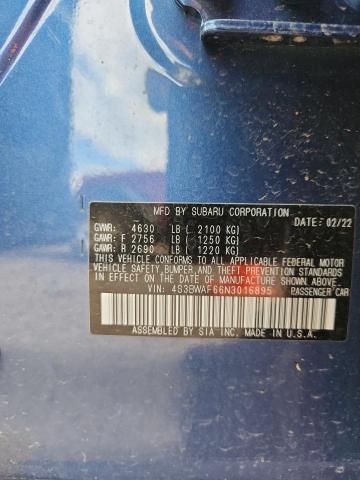 MFD BY SUBARU CORPORATION
DATE: 02/22
GVWR: 4630 LB ( 2100 KG)
GAWR: F 2756 LB ( 1250 KG)
GAWR: R 2690 LB ( 1220 KG)
THIS VEHICLE CONFORMS TO ALL APPLICABLE FEDERAL MOTOR
VEHICLE SAFETY, BUMPER, AND THEFT PREVENTION STANDARDS
IN EFFECT ON THE DATE OF MANUFACTURE SHOWN ABOVE.
VIN: 4S3BWAF66N3016895 PASSENGER CAR
ASSEMBLED BY SIA INC. MADE IN U.S.A.